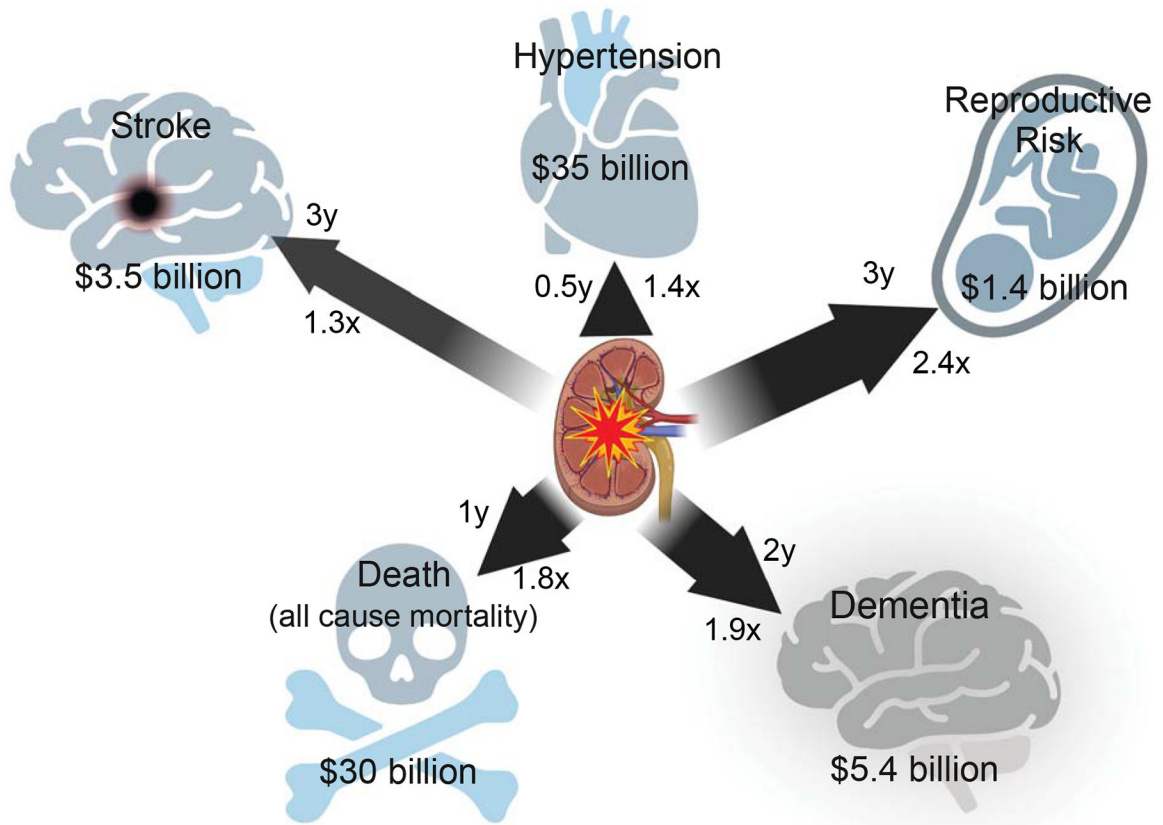 Hypertension
$35 billion
0.5y
1.4x
Stroke
$3.5 billion
3y
1.3x
Reproductive
Risk
$1.4 billion
3y
2.4x
1y
1.8x
Death
(all cause mortality)
$30 billion
2y
1.9x
Dementia
$5.4 billion